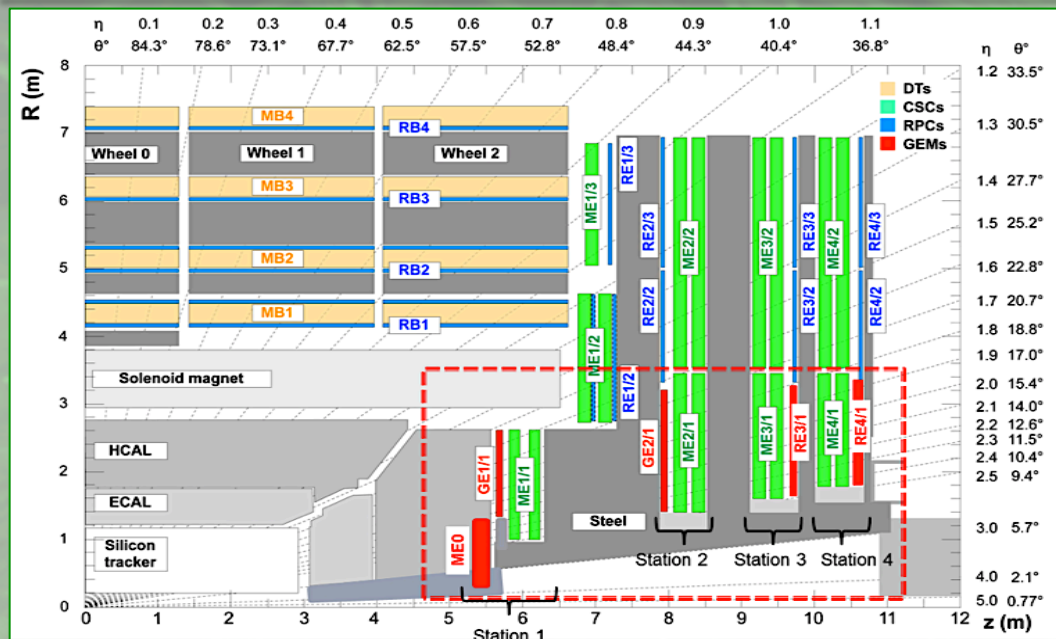 η 0.1 0.2 0.3 0.4 0.5 0.6 0.7 0.8 0.9 1.0 1.1
θ° 84.3° 78.6° 73.1° 67.7° 62.5° 57.5° 52.8° 48.4° 44.3° 40.4° 36.8°
η θ°
R (m)
8
7
6
5
4
3
2
1
0
1.2 33.5°
1.3 30.5°
1.4 27.7°
1.5 25.2°
1.6 22.8°
1.7 20.7°
1.8 18.8°
1.9 17.0°
2.0 15.4°
2.1 14.0°
2.2 12.6°
2.3 11.5°
2.4 10.4°
2.5 9.4°
3.0 5.7°
4.0 2.1°
5.0 0.77°
DTs
CSCs
RPCs
GEMs
MB4
RB4
Wheel 0
Wheel 1
Wheel 2
MB3
RB3
MB2
RB2
MB1
RB1
Solenoid magnet
HCAL
ECAL
Silicon
tracker
Steel
ME0
GE1/1
ME1/1
ME1/2
ME1/3
RE1/2
RE1/3
RE2/2
RE2/3
GE2/1
ME2/1
ME2/2
ME3/1
ME3/2
RE3/1
RE3/2
RE3/3
ME4/1
ME4/2
RE4/1
RE4/2
RE4/3
Station 2
Station 3
Station 4
Station 1
0 1 2 3 4 5 6 7 8 9 10 11 12
z (m)